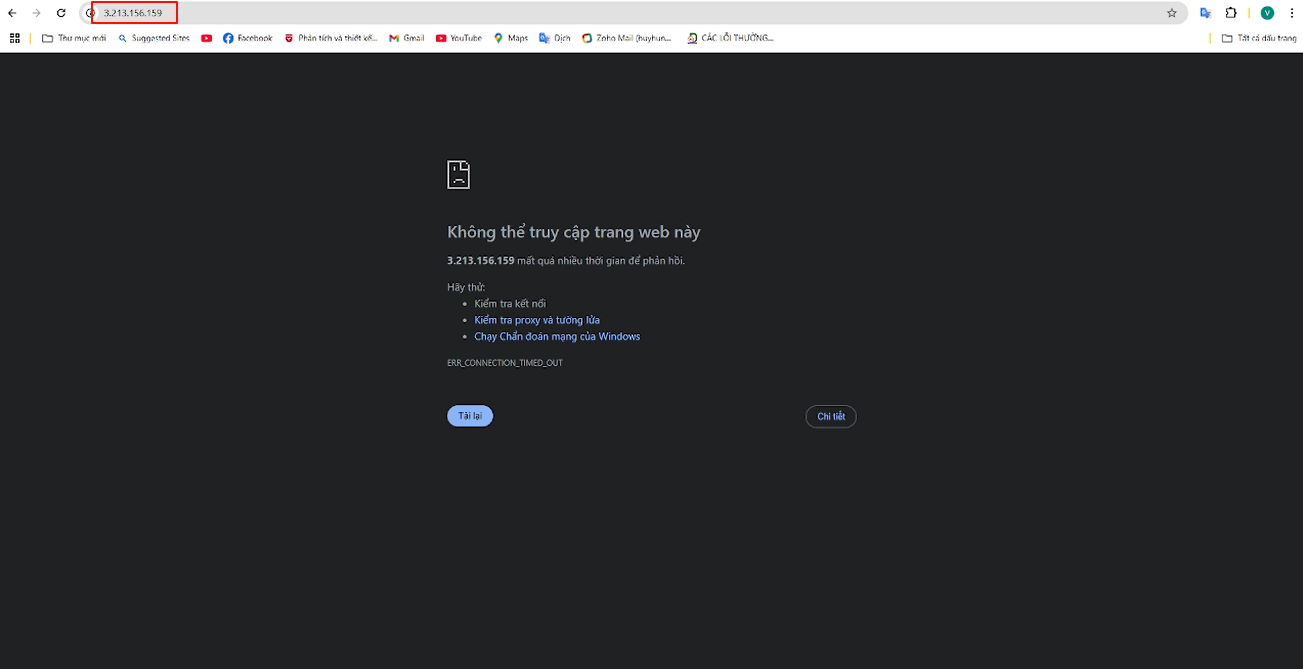 3.213.156.159
Thư mục mới Suggested Sites Facebook Phân tích và thiết kế... Gmail YouTube Maps Dịch Zoho Mail (huyhun... CÁC LỖI THƯỜNG... Tất cả dấu trang
V
Không thể truy cập trang web này
3.213.156.159 mất quá nhiều thời gian để phản hồi.
Hãy thử:
Kiểm tra kết nối
Kiểm tra proxy và tường lửa
Chạy Chẩn đoán mạng của Windows
ERR_CONNECTION_TIMED_OUT
Tải lại Chi tiết